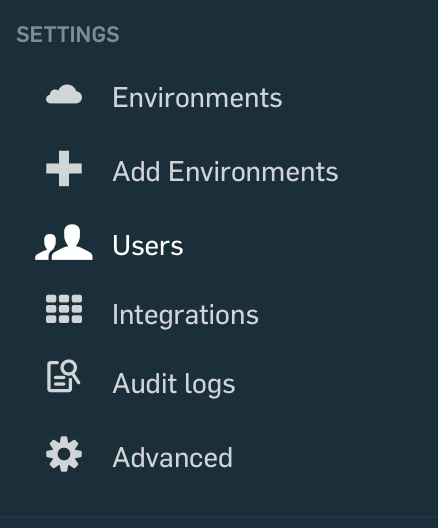 SETTINGS
Environments
Add Environments
Users
Integrations
Audit logs
Advanced